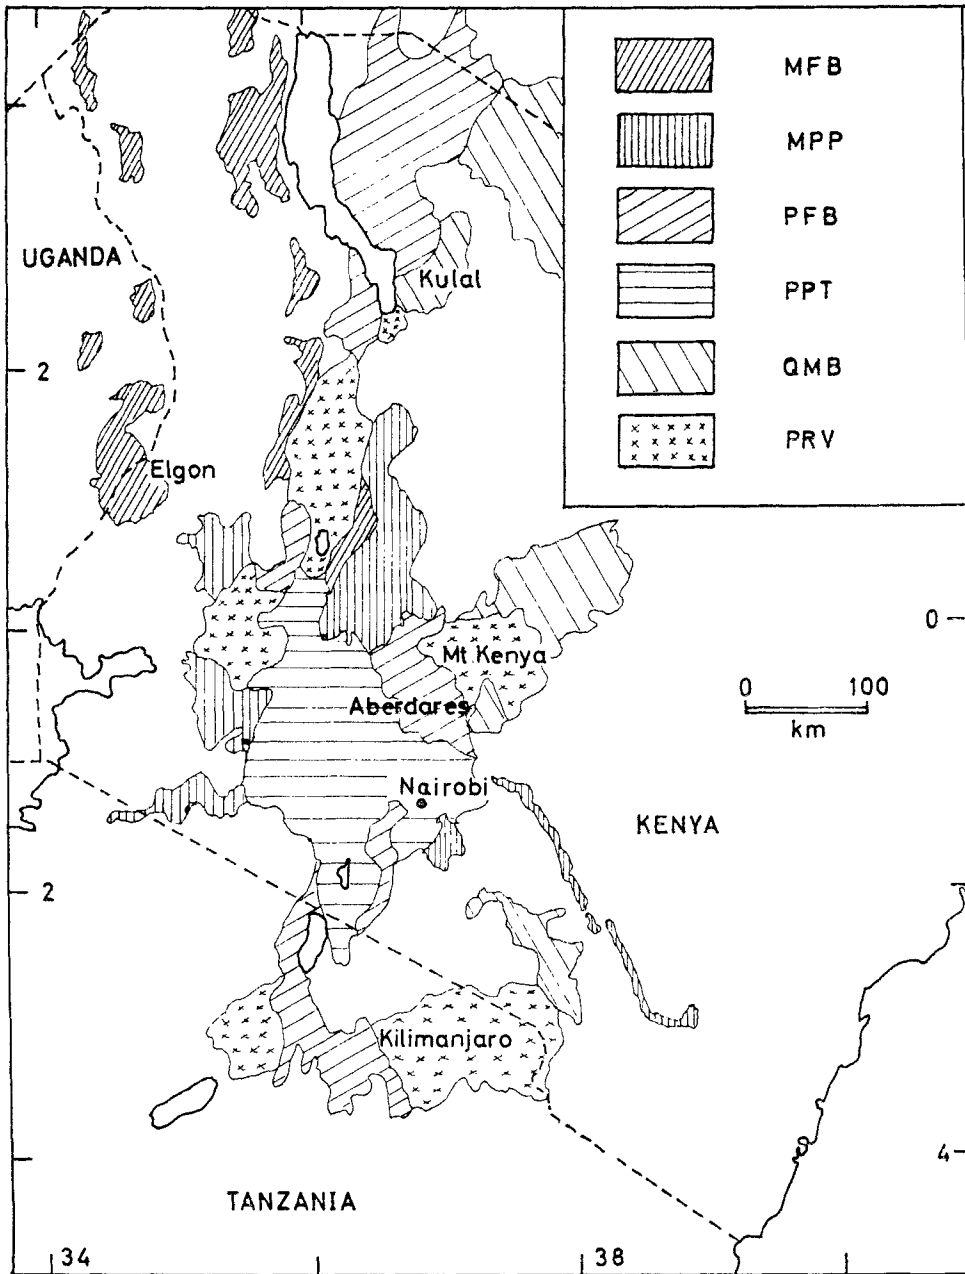 MFB
MPP
PFB
PPT
QMB
PRV
UGANDA
Kulal
2
Elgon
0
Mt. Kenya
Aberdares
0 100
km
Nairobi
KENYA
2
Kilimanjaro
4
TANZANIA
34 38